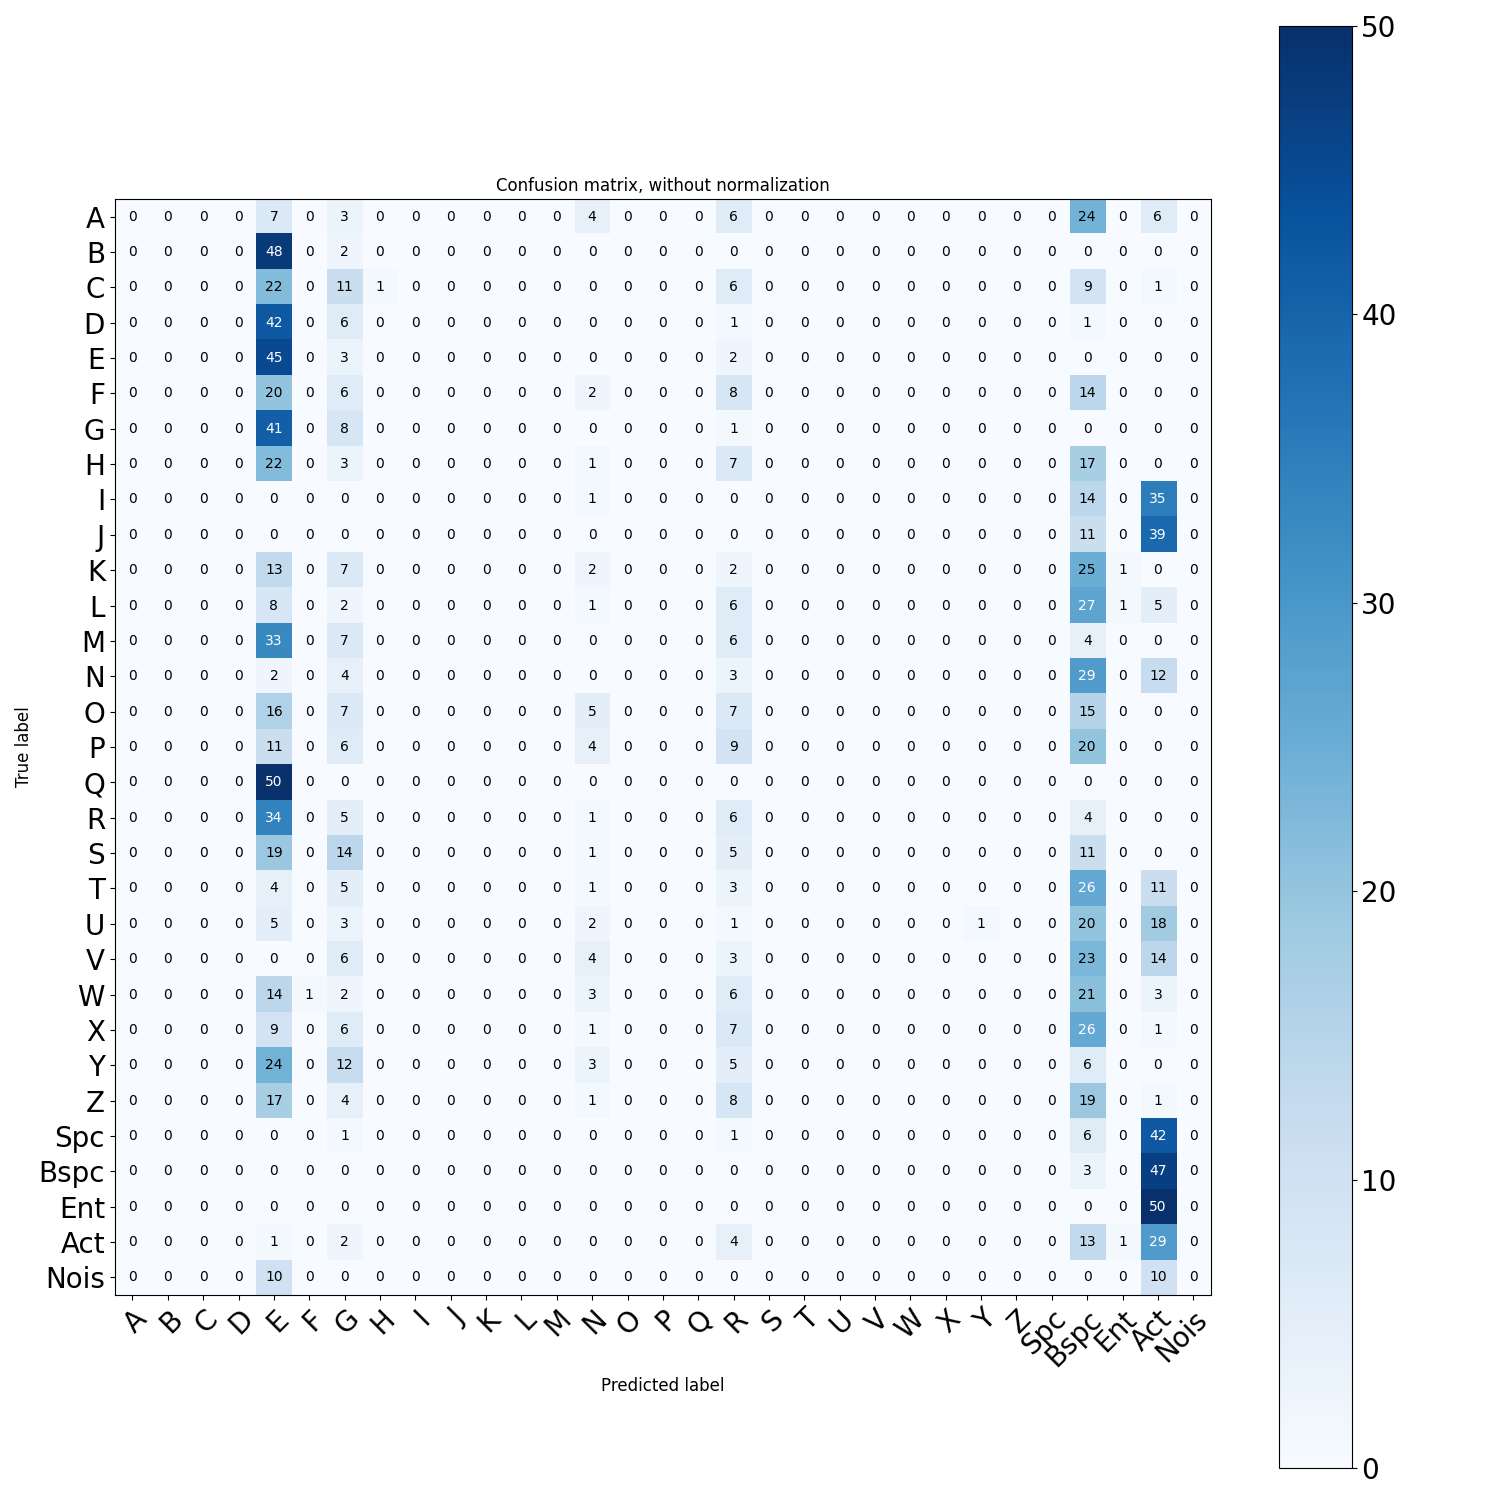 Confusion matrix, without normalization
A 0 0 0 0 7 0 3 0 0 0 0 0 0 4 0 0 0 6 0 0 0 0 0 0 0 0 0 24 0 6 0
B 0 0 0 0 48 0 2 0 0 0 0 0 0 0 0 0 0 0 0 0 0 0 0 0 0 0 0 0 0 0 0
C 0 0 0 0 22 0 11 1 0 0 0 0 0 0 0 0 0 6 0 0 0 0 0 0 0 0 0 9 0 1 0
D 0 0 0 0 42 0 6 0 0 0 0 0 0 0 0 0 0 1 0 0 0 0 0 0 0 0 0 1 0 0 0
E 0 0 0 0 45 0 3 0 0 0 0 0 0 0 0 0 0 2 0 0 0 0 0 0 0 0 0 0 0 0 0
F 0 0 0 0 20 0 6 0 0 0 0 0 0 2 0 0 0 8 0 0 0 0 0 0 0 0 0 14 0 0 0
G 0 0 0 0 41 0 8 0 0 0 0 0 0 0 0 0 0 1 0 0 0 0 0 0 0 0 0 0 0 0 0
H 0 0 0 0 22 0 3 0 0 0 0 0 0 1 0 0 0 7 0 0 0 0 0 0 0 0 0 17 0 0 0
I 0 0 0 0 0 0 0 0 0 0 0 0 0 1 0 0 0 0 0 0 0 0 0 0 0 0 0 14 0 35 0
J 0 0 0 0 0 0 0 0 0 0 0 0 0 0 0 0 0 0 0 0 0 0 0 0 0 0 0 11 0 39 0
K 0 0 0 0 13 0 7 0 0 0 0 0 0 2 0 0 0 2 0 0 0 0 0 0 0 0 0 25 1 0 0
L 0 0 0 0 8 0 2 0 0 0 0 0 0 1 0 0 0 6 0 0 0 0 0 0 0 0 0 27 1 5 0
M 0 0 0 0 33 0 7 0 0 0 0 0 0 0 0 0 0 6 0 0 0 0 0 0 0 0 0 4 0 0 0
N 0 0 0 0 2 0 4 0 0 0 0 0 0 0 0 0 0 3 0 0 0 0 0 0 0 0 0 29 0 12 0
O 0 0 0 0 16 0 7 0 0 0 0 0 0 5 0 0 0 7 0 0 0 0 0 0 0 0 0 15 0 0 0
P 0 0 0 0 11 0 6 0 0 0 0 0 0 4 0 0 0 9 0 0 0 0 0 0 0 0 0 20 0 0 0
Q 0 0 0 0 50 0 0 0 0 0 0 0 0 0 0 0 0 0 0 0 0 0 0 0 0 0 0 0 0 0 0
R 0 0 0 0 34 0 5 0 0 0 0 0 0 1 0 0 0 6 0 0 0 0 0 0 0 0 0 4 0 0 0
S 0 0 0 0 19 0 14 0 0 0 0 0 0 1 0 0 0 5 0 0 0 0 0 0 0 0 0 11 0 0 0
T 0 0 0 0 4 0 5 0 0 0 0 0 0 1 0 0 0 3 0 0 0 0 0 0 0 0 0 26 0 11 0
U 0 0 0 0 5 0 3 0 0 0 0 0 0 2 0 0 0 1 0 0 0 0 0 0 1 0 0 20 0 18 0
V 0 0 0 0 0 0 6 0 0 0 0 0 0 4 0 0 0 3 0 0 0 0 0 0 0 0 0 23 0 14 0
W 0 0 0 0 14 1 2 0 0 0 0 0 0 3 0 0 0 6 0 0 0 0 0 0 0 0 0 21 0 3 0
X 0 0 0 0 9 0 6 0 0 0 0 0 0 1 0 0 0 7 0 0 0 0 0 0 0 0 0 26 0 1 0
Y 0 0 0 0 24 0 12 0 0 0 0 0 0 3 0 0 0 5 0 0 0 0 0 0 0 0 0 6 0 0 0
Z 0 0 0 0 17 0 4 0 0 0 0 0 0 1 0 0 0 8 0 0 0 0 0 0 0 0 0 19 0 1 0
Spc 0 0 0 0 0 0 1 0 0 0 0 0 0 0 0 0 0 1 0 0 0 0 0 0 0 0 0 6 0 42 0
Bspc 0 0 0 0 0 0 0 0 0 0 0 0 0 0 0 0 0 0 0 0 0 0 0 0 0 0 0 3 0 47 0
Ent 0 0 0 0 0 0 0 0 0 0 0 0 0 0 0 0 0 0 0 0 0 0 0 0 0 0 0 0 0 50 0
Act 0 0 0 0 1 0 2 0 0 0 0 0 0 0 0 0 0 4 0 0 0 0 0 0 0 0 0 13 1 29 0
Nois 0 0 0 0 10 0 0 0 0 0 0 0 0 0 0 0 0 0 0 0 0 0 0 0 0 0 0 0 0 10 0
A B C D E F G H I J K L M N O P Q R S T U V W X Y Z Spc Bspc Ent Act Nois
Predicted label
True label
50
40
30
20
10
0